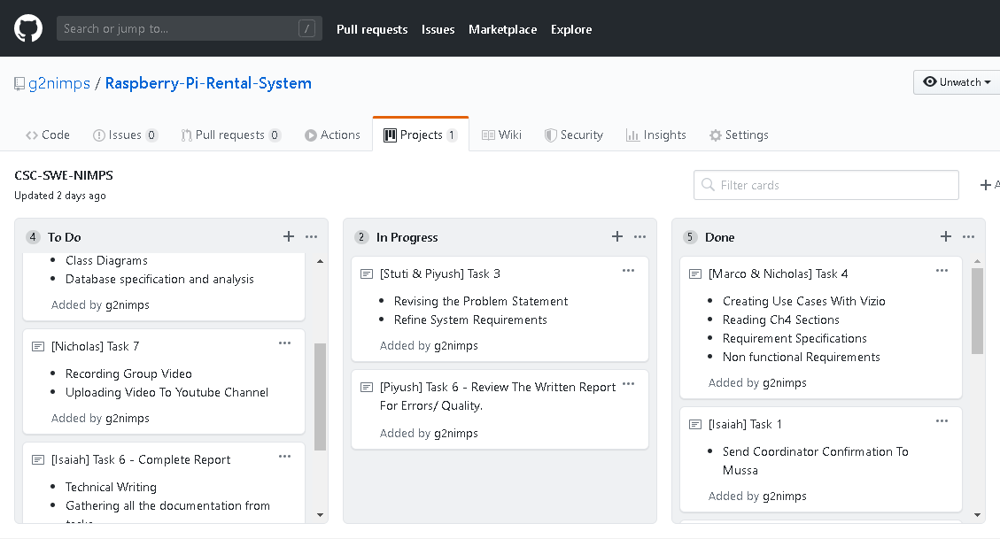 Search or jump to... /
Pull requests Issues Marketplace Explore
g2nimps / Raspberry-Pi-Rental-System
Unwatch
Code Issues 0 Pull requests 0 Actions Projects 1 Wiki Security Insights Settings
CSC-SWE-NIMPS
Updated 2 days ago
Filter cards
4 To Do
Class Diagrams
Database specification and analysis
Added by g2nimps
[Nicholas] Task 7
Recording Group Video
Uploading Video To Youtube Channel
Added by g2nimps
[Isaiah] Task 6 - Complete Report
Technical Writing
Gathering all the documentation from
2 In Progress
[Stuti & Piyush] Task 3
Revising the Problem Statement
Refine System Requirements
Added by g2nimps
[Piyush] Task 6 - Review The Written Report
For Errors/ Quality.
Added by g2nimps
5 Done
[Marco & Nicholas] Task 4
Creating Use Cases With Vizio
Reading Ch4 Sections
Requirement Specifications
Non functional Requirements
Added by g2nimps
[Isaiah] Task 1
Send Coordinator Confirmation To
Mussa
Added by g2nimps